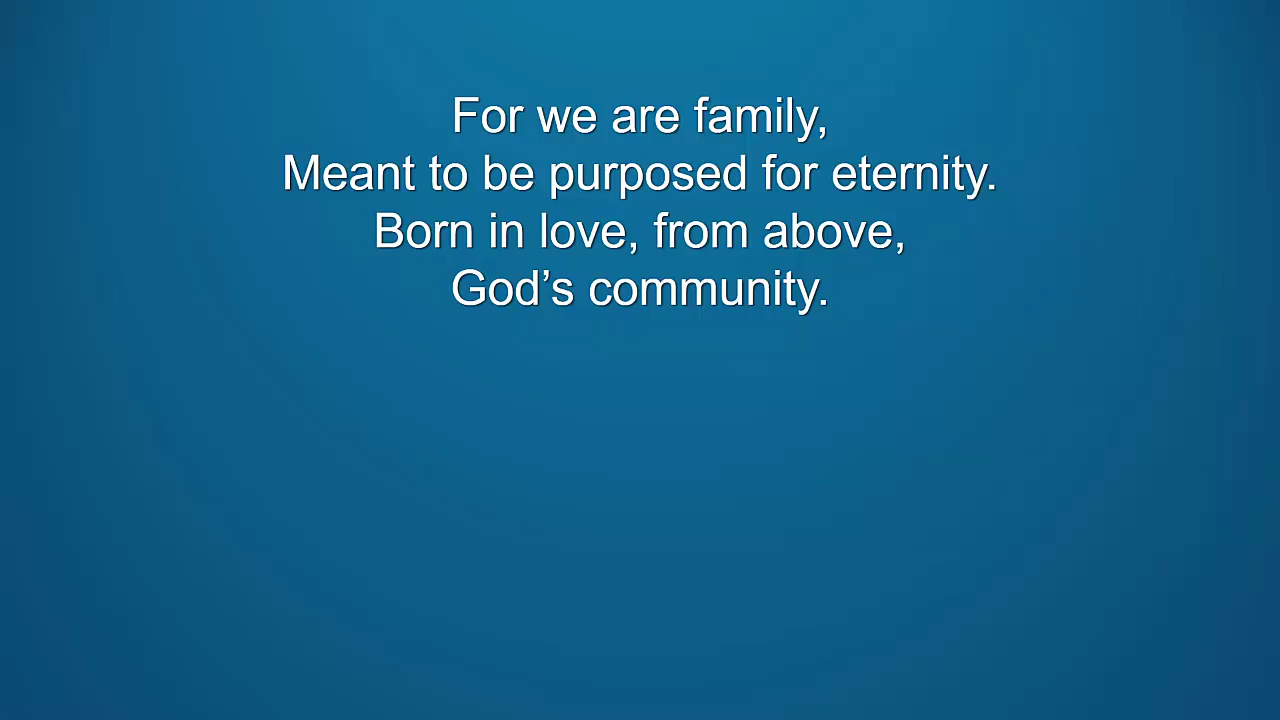 For we are family,
Meant to be purposed for eternity.
Born in love, from above,
God’s community.